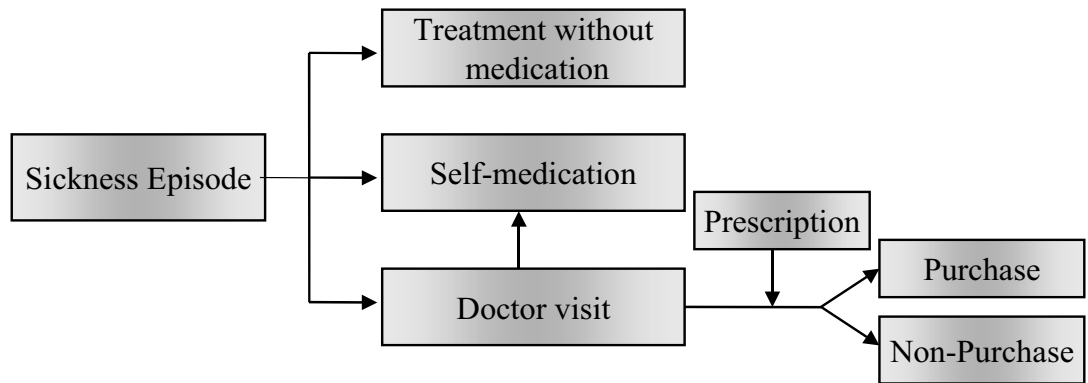 Treatment without
medication
Sickness Episode
Self-medication
Prescription
Purchase
Doctor visit
Non-Purchase